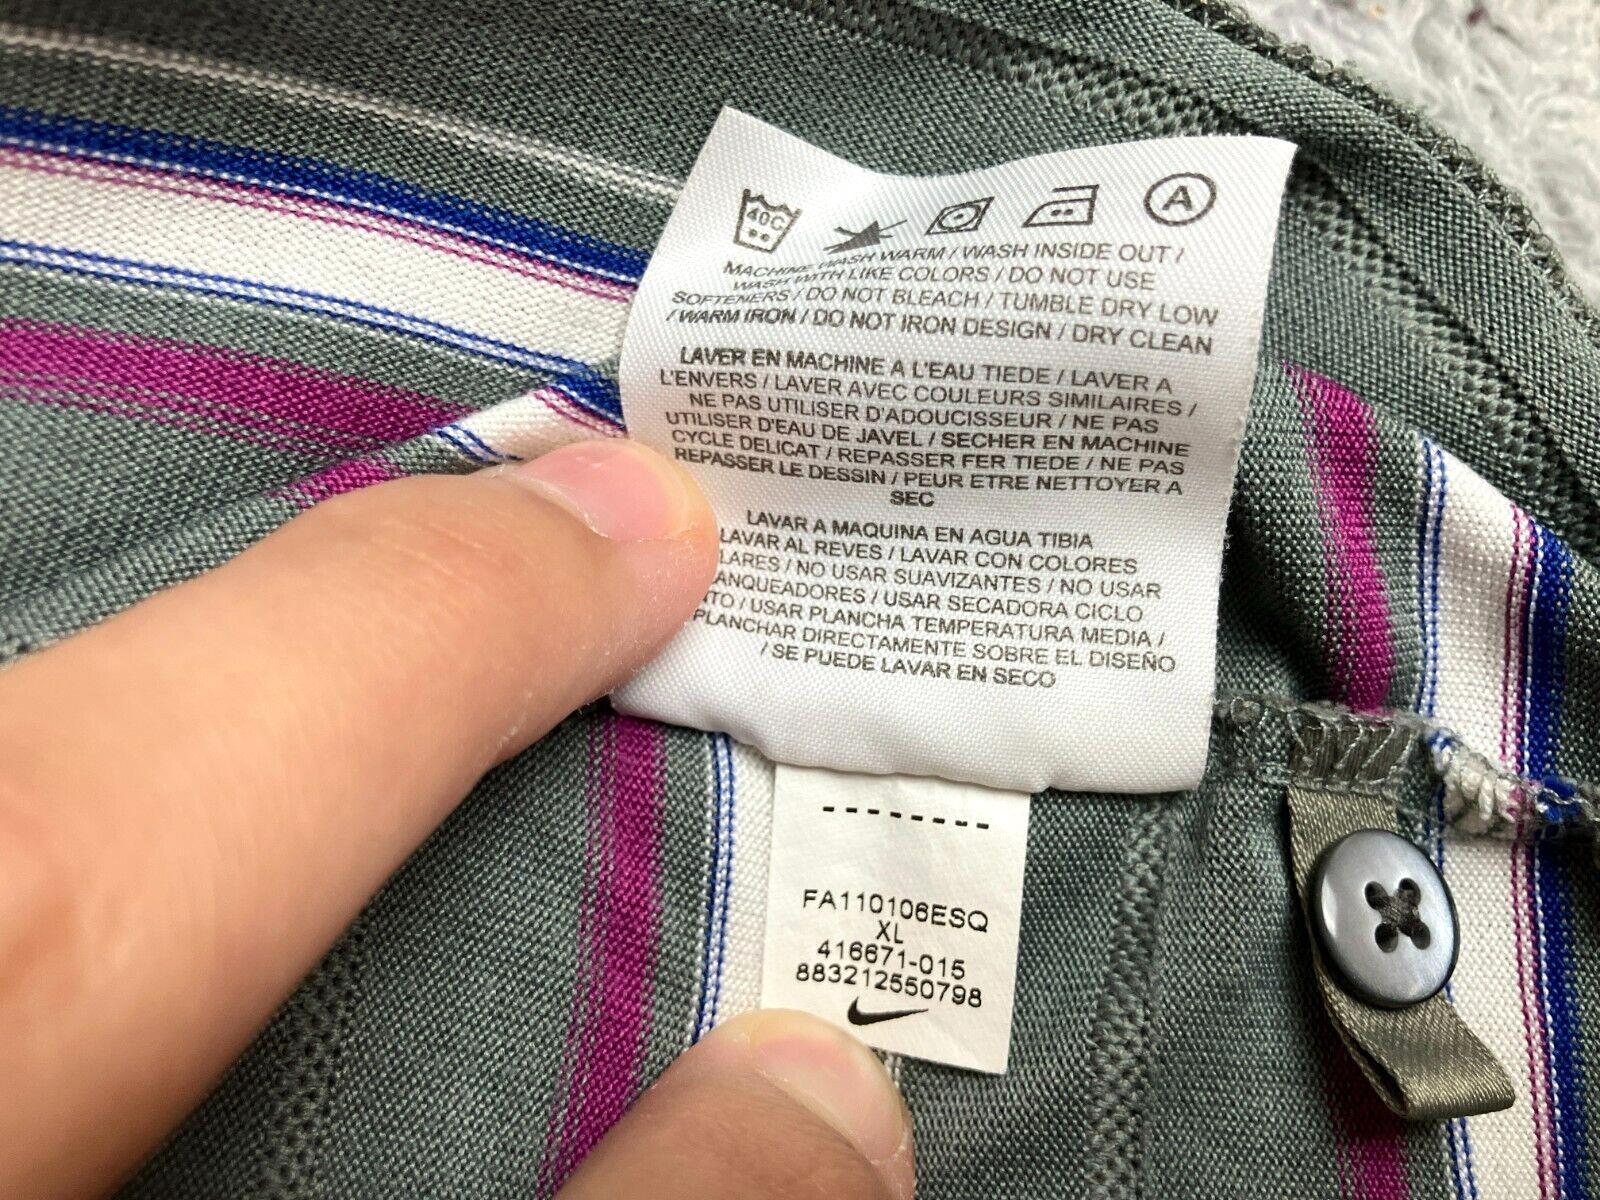 40C
A
MACHINE WASH WARM / WASH INSIDE OUT /
WASH WITH LIKE COLORS / DO NOT USE
SOFTENERS / DO NOT BLEACH / TUMBLE DRY LOW
/ WARM IRON / DO NOT IRON DESIGN / DRY CLEAN
LAVER EN MACHINE A L'EAU TIEDE / LAVER A
L'ENVERS / LAVER AVEC COULEURS SIMILAIRES /
NE PAS UTILISER D'ADOUCISSEUR / NE PAS
UTILISER D'EAU DE JAVEL / SECHER EN MACHINE
CYCLE DELICAT / REPASSER FER TIEDE / NE PAS
REPASSER LE DESSIN / PEUR ETRE NETTOYER A
SEC
LAVAR A MAQUINA EN AGUA TIBIA
LAVAR AL REVES / LAVAR CON COLORES
LARES / NO USAR SUAVIZANTES / NO USAR
ANQUEADORES / USAR SECADORA CICLO
NTO / USAR PLANCHA TEMPERATURA MEDIA /
PLANCHAR DIRECTAMENTE SOBRE EL DISEÑO
/ SE PUEDE LAVAR EN SECO
--------
FA110106ESQ
XL
416671-015
883212550798